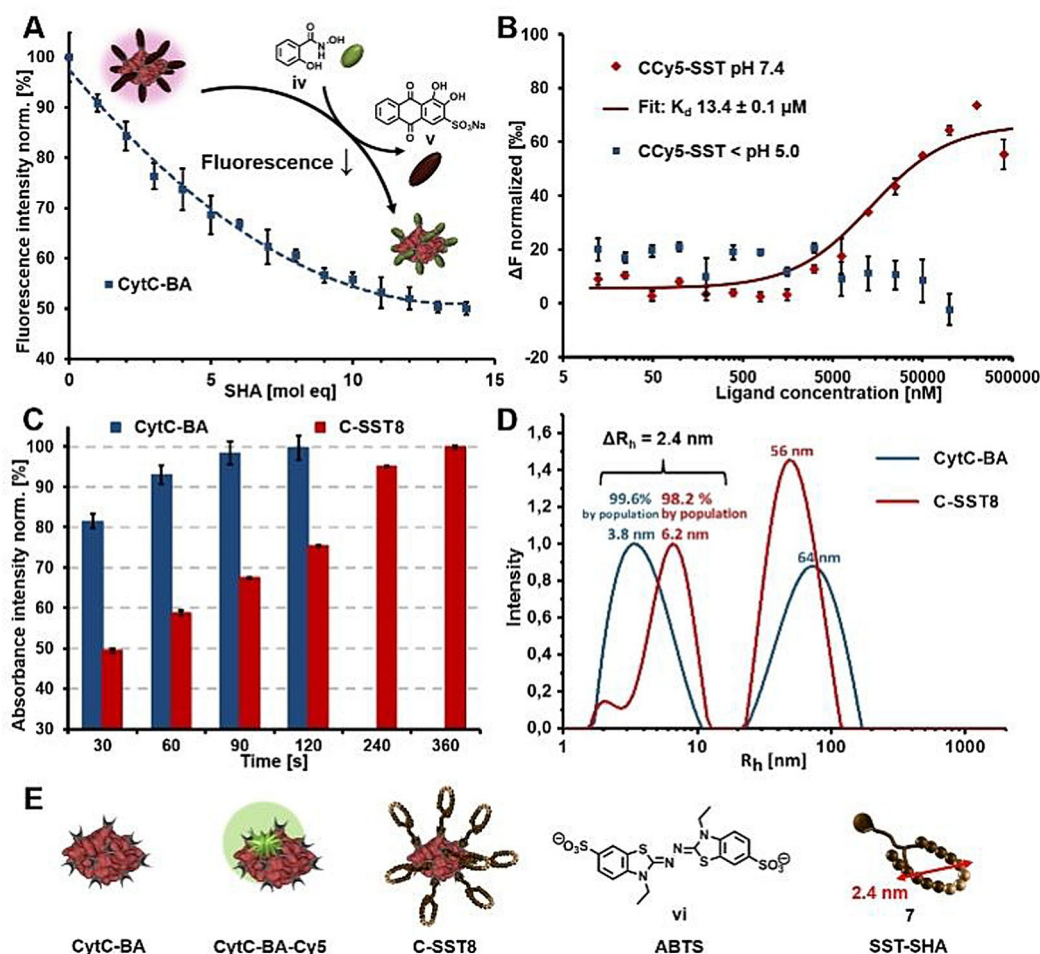 A
Fluorescence intensity norm. [%]
100
90
80
70
60
50
40
0
5
10
15
SHA [mol eq]
CytC-BA
Fluorescence ↓
O
N
H
OH
OH
iv
O
OH
OH
SO₃Na
O
v
B
ΔF normalized [‰]
100
80
60
40
20
0
-20
5
50
500
5000
50000
500000
Ligand concentration [nM]
CCy5-SST pH 7.4
Fit: Kd 13.4 ± 0.1 µM
CCy5-SST < pH 5.0
C
CytC-BA
C-SST8
Absorbance intensity norm. [%]
100
90
80
70
60
50
40
30
30
60
90
120
240
360
Time [s]
D
Intensity
1,6
1,4
1,2
1,0
0,8
0,6
0,4
0,2
0,0
1
10
100
1000
Rh [nm]
ΔRh = 2.4 nm
99.6% 98.2 %
by population by population
3.8 nm 6.2 nm
56 nm
64 nm
CytC-BA
C-SST8
E
⊖O₃S
S
N
N
N
N
S
SO₃⊖
vi
2.4 nm
7
CytC-BA
CytC-BA-Cy5
C-SST8
ABTS
SST-SHA